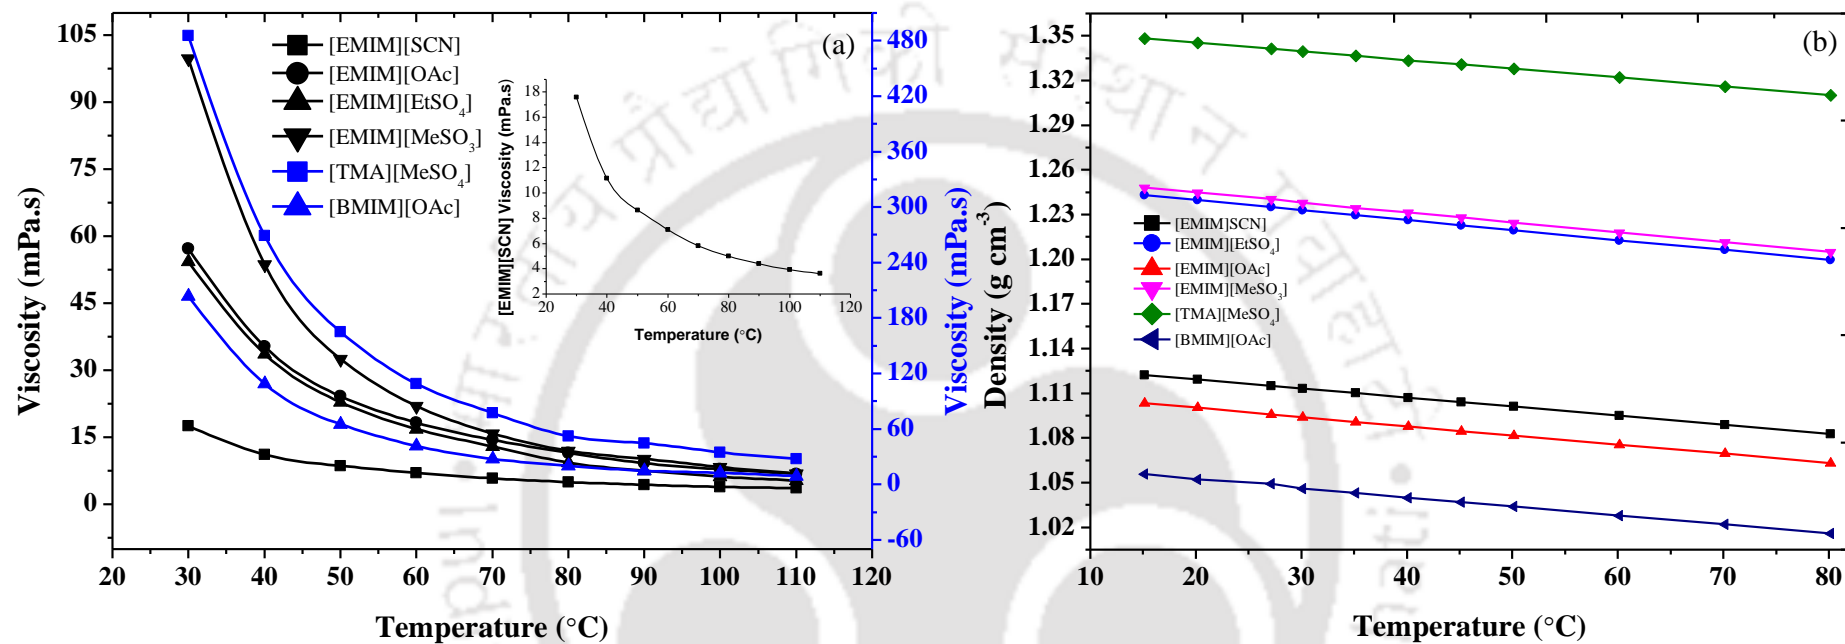 (a)
105
90
75
60
45
30
15
0
Viscosity (mPa.s)
[EMIM][SCN]
[EMIM][OAc]
[EMIM][EtSO₄]
[EMIM][MeSO₃]
[TMA][MeSO₄]
[BMIM][OAc]
18
16
14
12
10
8
6
4
2
[EMIM][SCN] Viscosity (mPa.s)
20 40 60 80 100 120
Temperature (°C)
480
420
360
300
240
180
120
60
0
-60
Viscosity (mPa.s)
20 30 40 50 60 70 80 90 100 110 120
Temperature (°C)
(b)
1.35
1.32
1.29
1.26
1.23
1.20
1.17
1.14
1.11
1.08
1.05
1.02
Density (g cm⁻³)
[EMIM]SCN]
[EMIM][EtSO₄]
[EMIM][OAc]
[EMIM][MeSO₃]
[TMA][MeSO₄]
[BMIM][OAc]
10 20 30 40 50 60 70 80
Temperature (°C)